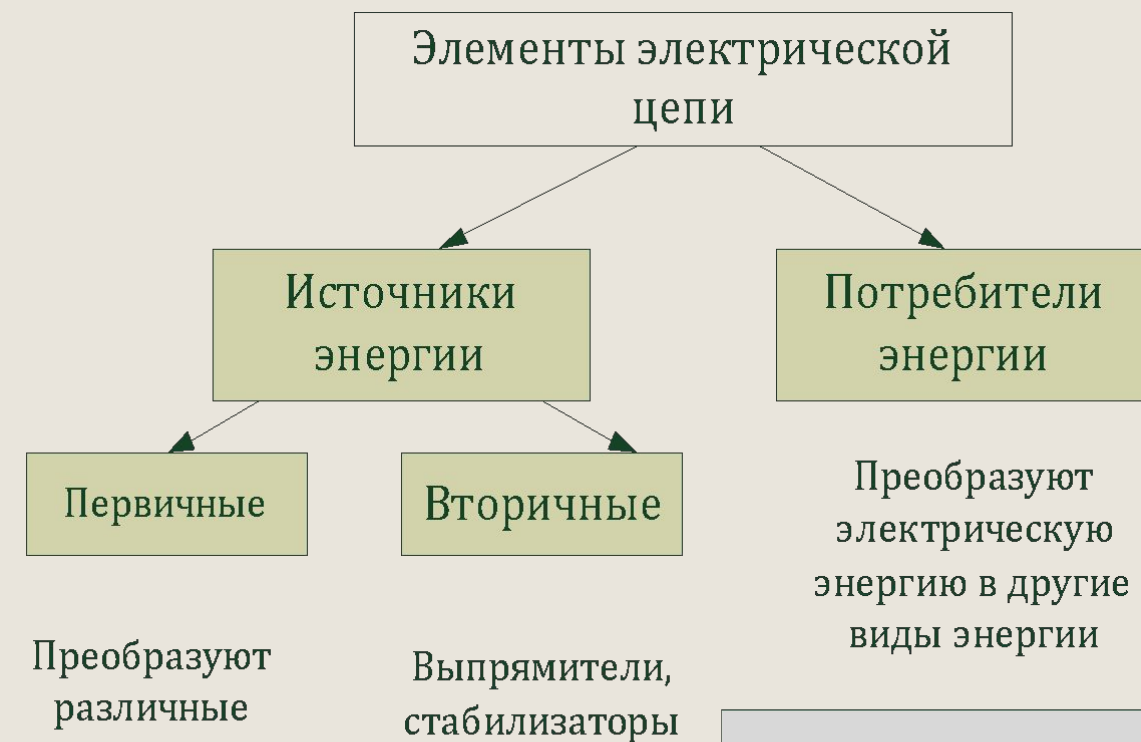 Элементы электрической
цепи
Источники
энергии
Потребители
энергии
Первичные
Вторичные
Преобразуют
электрическую
энергию в другие
виды энергии
Преобразуют
различные
Выпрямители,
стабилизаторы